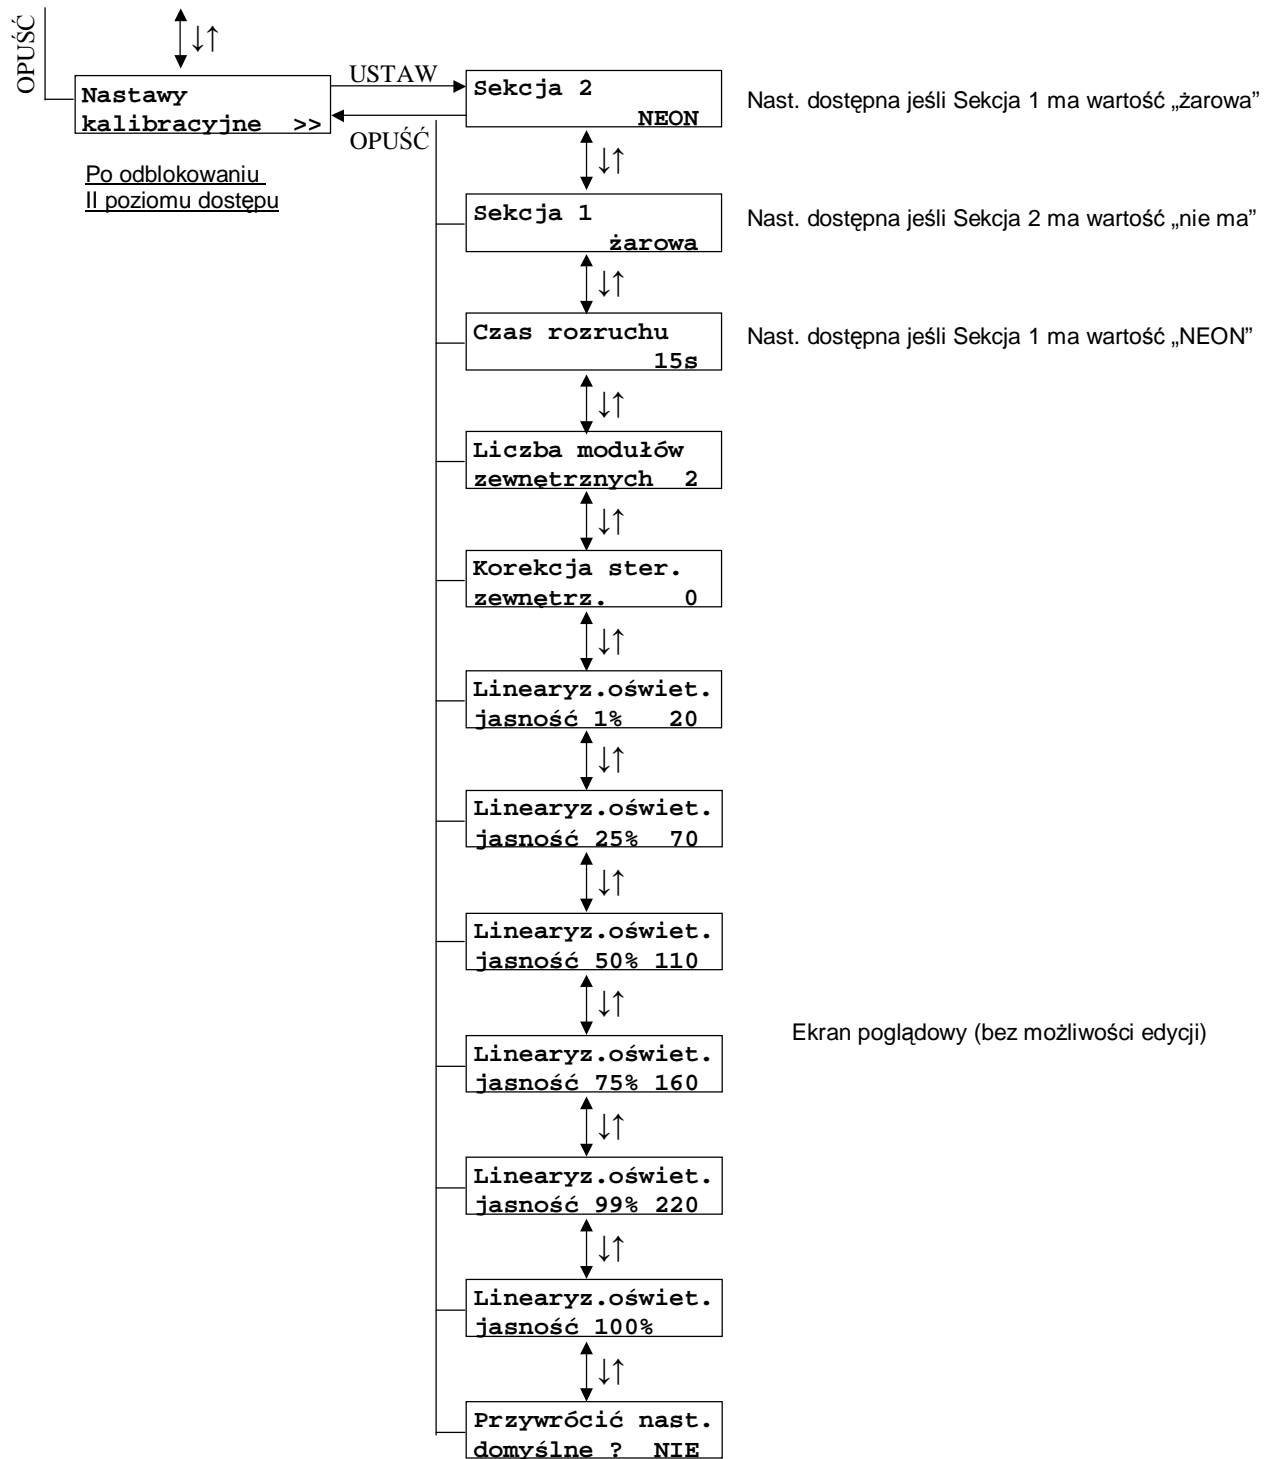 OPUŚĆ
↓↑
Nastawy
kalibracyjne >>
USTAW
OPUŚĆ
Po odblokowaniu
II poziomu dostępu
Sekcja 2
NEON
Nast. dostępna jeśli Sekcja 1 ma wartość „żarowa”
↓↑
Sekcja 1
żarowa
Nast. dostępna jeśli Sekcja 2 ma wartość „nie ma”
↓↑
Czas rozruchu
15s
Nast. dostępna jeśli Sekcja 1 ma wartość „NEON”
↓↑
Liczba modułów
zewnętrznych 2
↓↑
Korekcja ster.
zewnętrz. 0
↓↑
Linearyz.oświet.
jasność 1% 20
↓↑
Linearyz.oświet.
jasność 25% 70
↓↑
Linearyz.oświet.
jasność 50% 110
↓↑
Ekran poglądowy (bez możliwości edycji)
Linearyz.oświet.
jasność 75% 160
↓↑
Linearyz.oświet.
jasność 99% 220
↓↑
Linearyz.oświet.
jasność 100%
↓↑
Przywrócić nast.
domyślne ? NIE